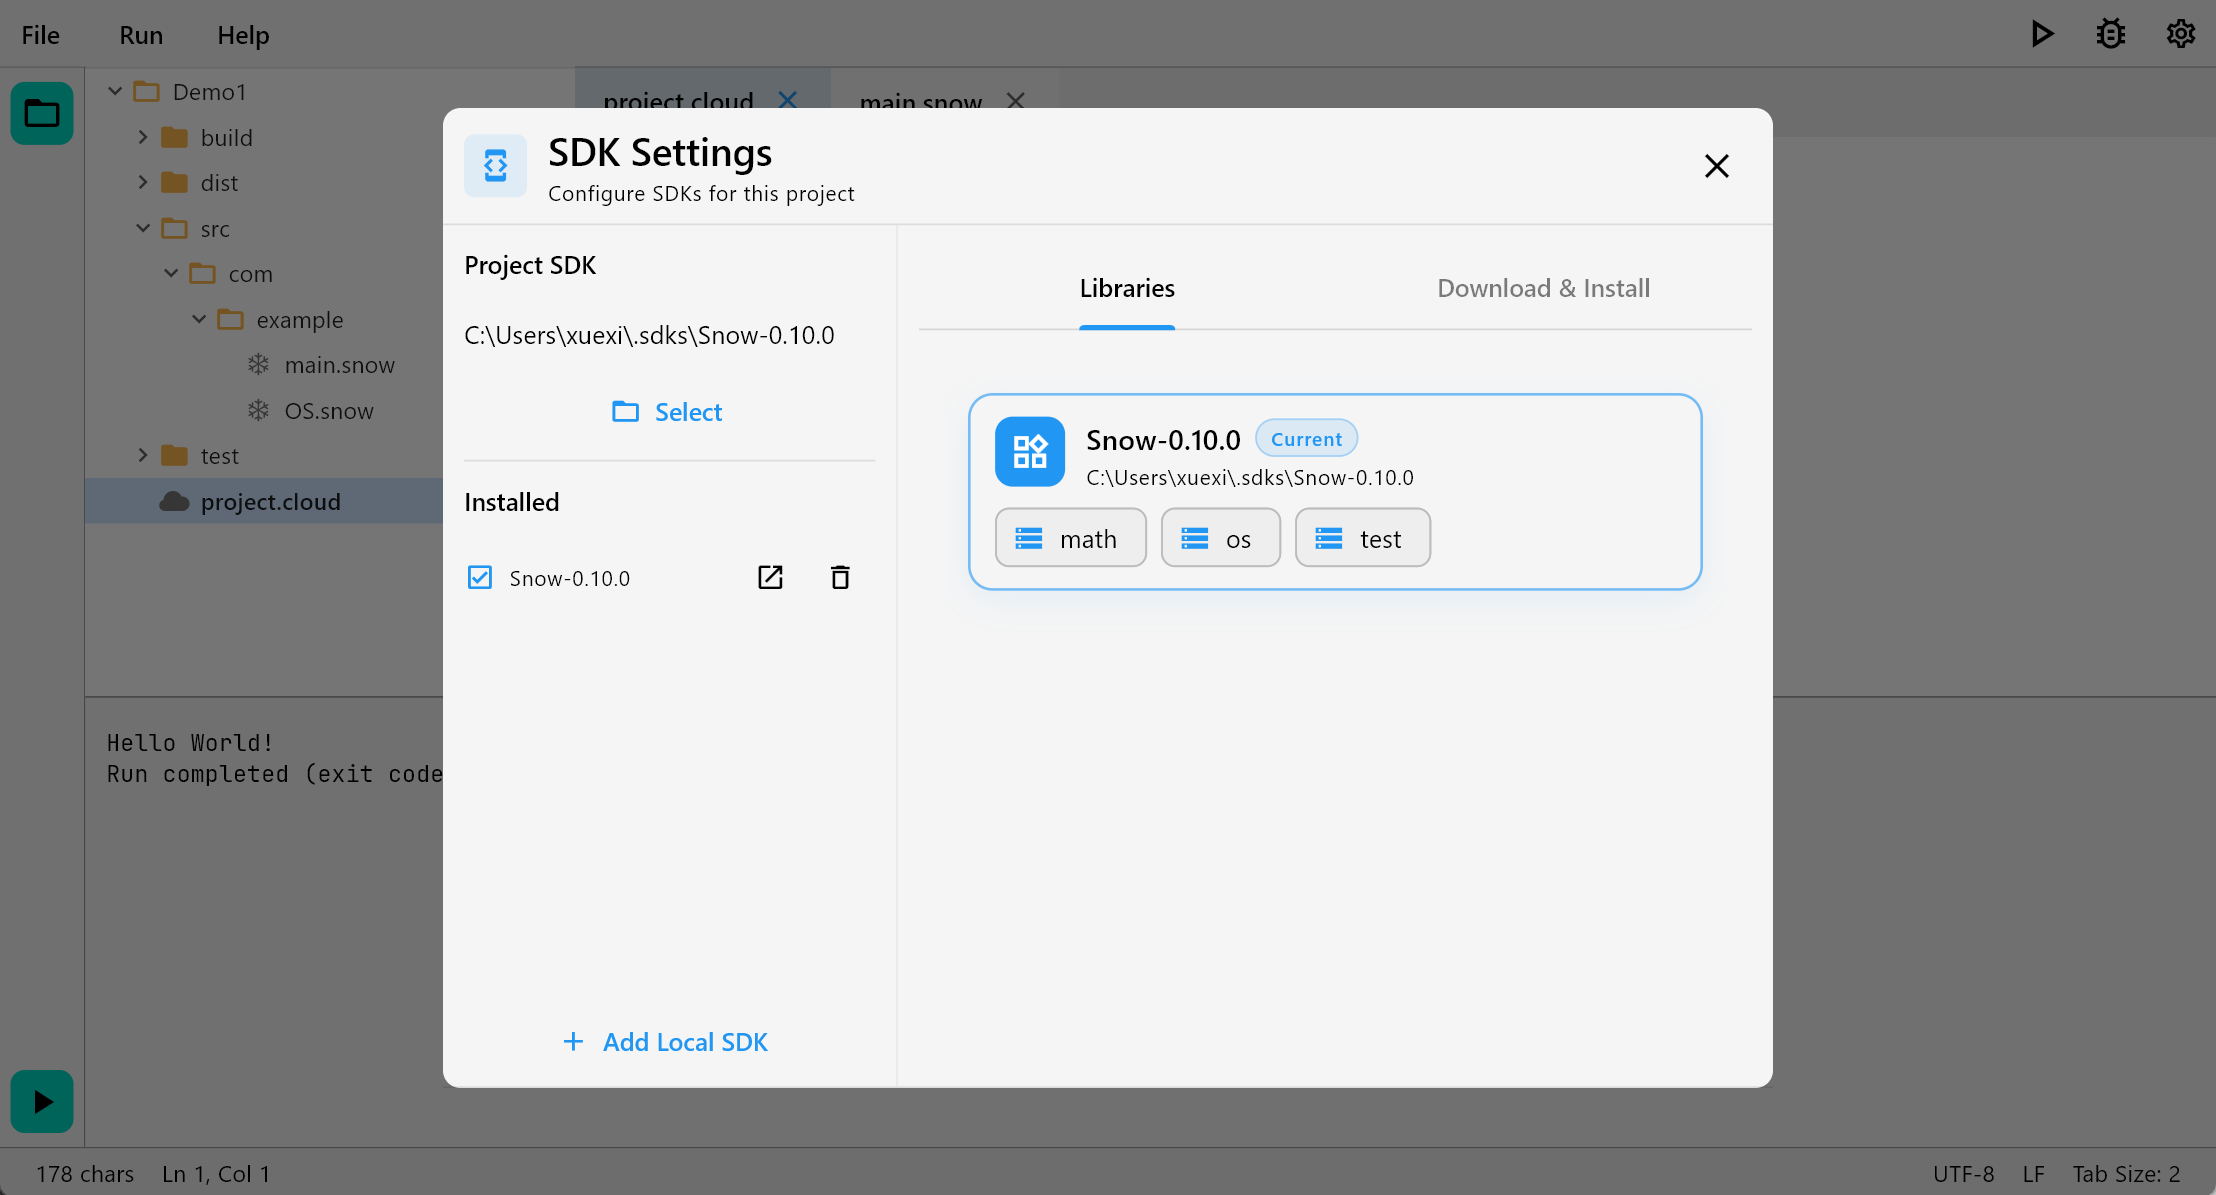 File Run Help
Demo1
build
dist
src
com
example
main.snow
OS.snow
test
project.cloud
project.cloud main.snow
SDK Settings
Configure SDKs for this project
Project SDK
C:\Users\xuexi\.sdks\Snow-0.10.0
Select
Installed
Snow-0.10.0
Add Local SDK
Libraries Download & Install
Snow-0.10.0 Current
C:\Users\xuexi\.sdks\Snow-0.10.0
math os test
Hello World!
Run completed (exit code
178 chars Ln 1, Col 1 UTF-8 LF Tab Size: 2